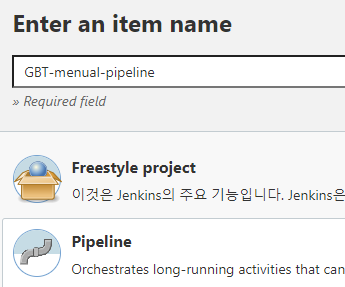 Enter an item name
GBT-menual-pipeline
» Required field
Freestyle project
이것은 Jenkins의 주요 기능입니다. Jenkins은
Pipeline
Orchestrates long-running activities that can